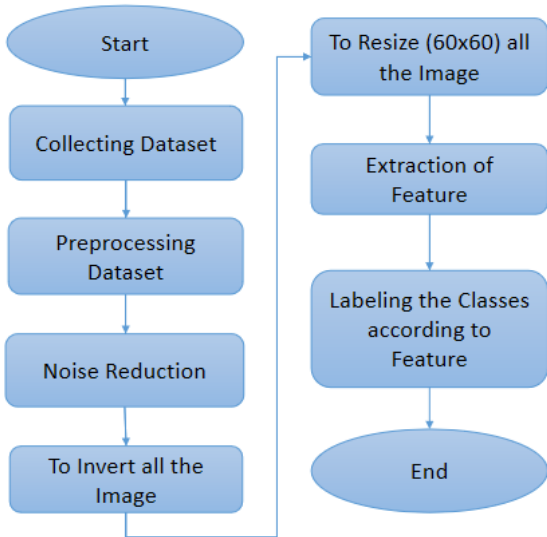 Start
Collecting Dataset
Preprocessing
Dataset
Noise Reduction
To Invert all the
Image
To Resize (60x60) all
the Image
Extraction of
Feature
Labeling the Classes
according to
Feature
End